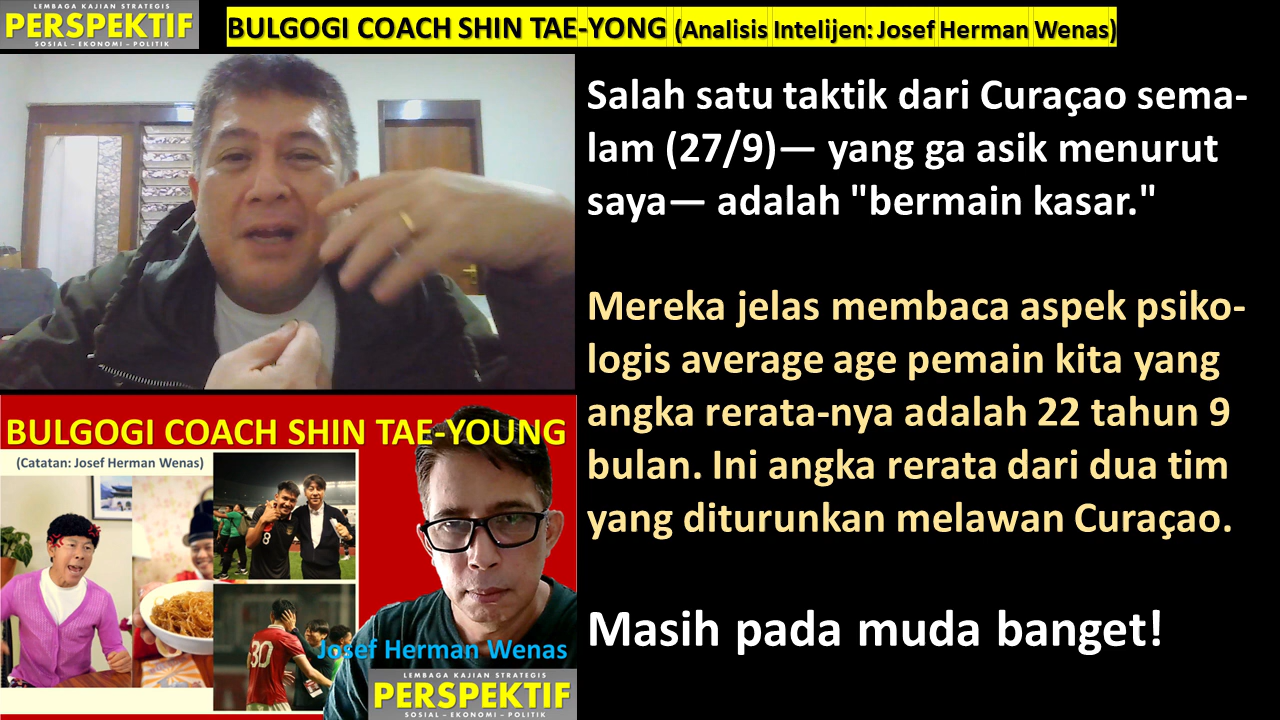 LEMBAGA KAJIAN STRATEGIS
PERSPEKTIF
SOSIAL – EKONOMI – POLITIK
BULGOGI COACH SHIN TAE-YONG (Analisis Intelijen: Josef Herman Wenas)
Salah satu taktik dari Curaçao sema-
lam (27/9)— yang ga asik menurut
saya— adalah "bermain kasar."
Mereka jelas membaca aspek psiko-
logis average age pemain kita yang
angka rerata-nya adalah 22 tahun 9
bulan. Ini angka rerata dari dua tim
yang diturunkan melawan Curaçao.
Masih pada muda banget!
BULGOGI COACH SHIN TAE-YOUNG
(Catatan: Josef Herman Wenas)
8
30
Josef Herman Wenas
LEMBAGA KAJIAN STRATEGIS
PERSPEKTIF
SOSIAL – EKONOMI – POLITIK